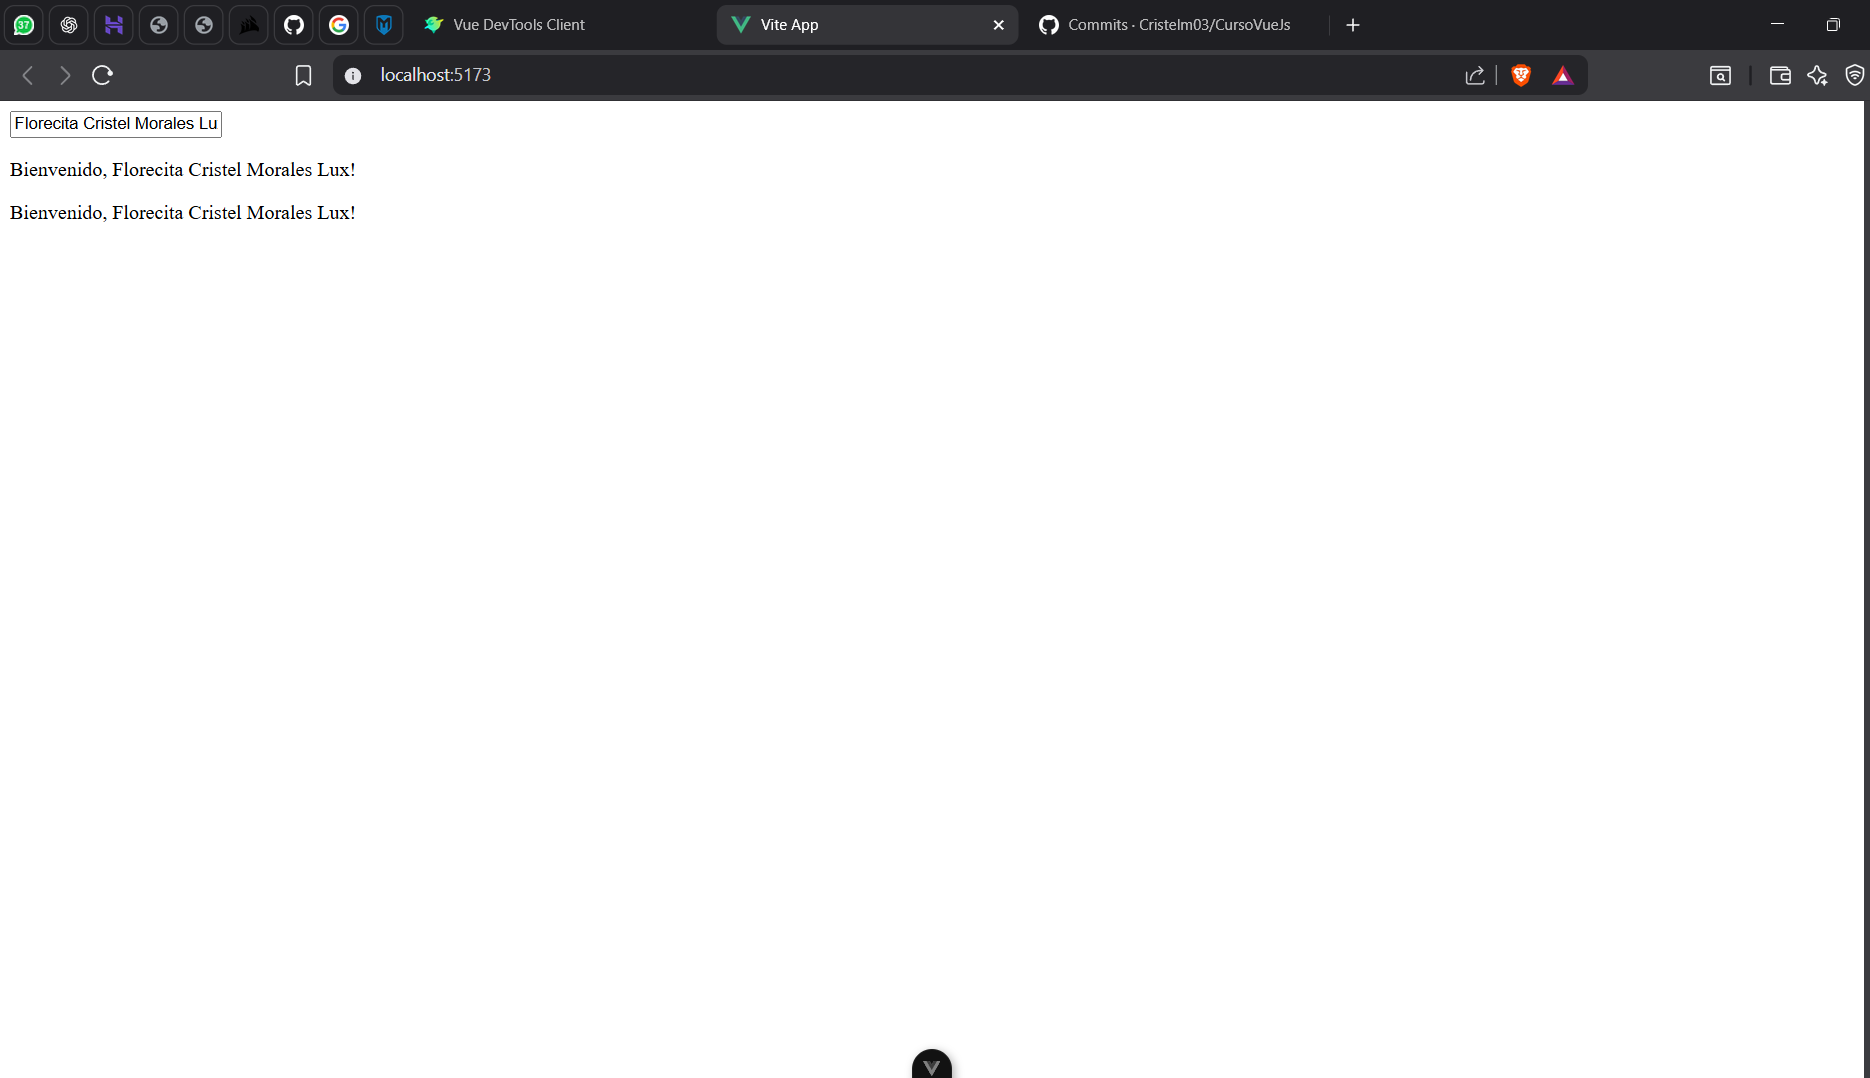 37
Vue DevTools Client
Vite App
Commits · Cristelm03/CursoVueJs
localhost:5173
Florecita Cristel Morales Lu
Bienvenido, Florecita Cristel Morales Lux!
Bienvenido, Florecita Cristel Morales Lux!